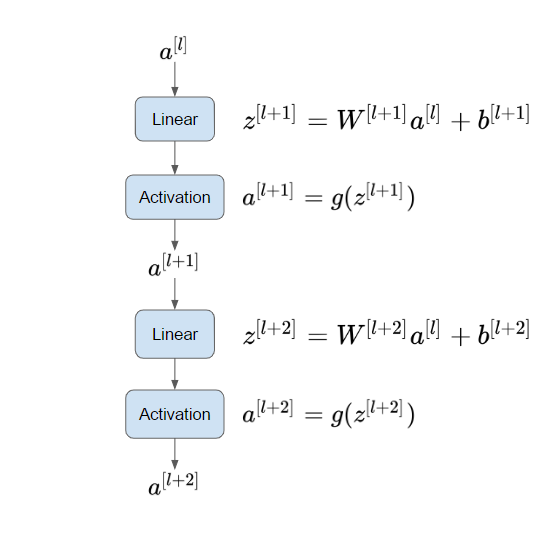 a^{[l]}
Linear z^{[l+1]} = W^{[l+1]}a^{[l]} + b^{[l+1]}
Activation a^{[l+1]} = g(z^{[l+1]})
a^{[l+1]}
Linear z^{[l+2]} = W^{[l+2]}a^{[l]} + b^{[l+2]}
Activation a^{[l+2]} = g(z^{[l+2]})
a^{[l+2]}